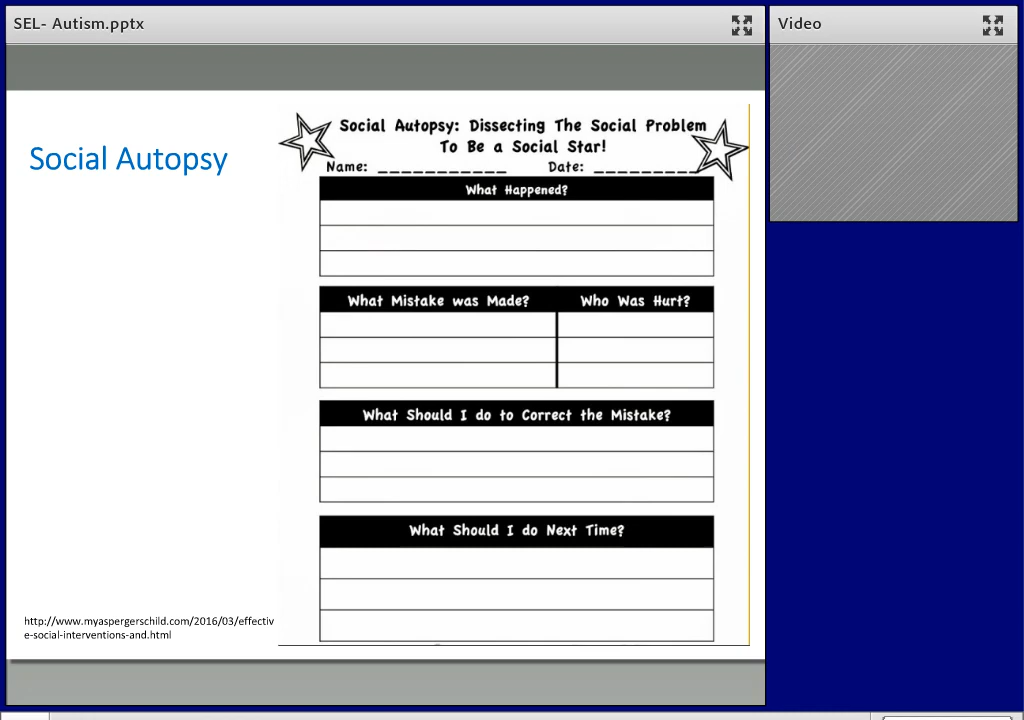 SEL- Autism.pptx
Video
Social Autopsy
Social Autopsy: Dissecting The Social Problem
To Be a Social Star!
Name: ___________ Date: _________
What Happened?
What Mistake was Made? Who Was Hurt?
What Should I do to Correct the Mistake?
What Should I do Next Time?
http://www.myaspergerschild.com/2016/03/effectiv
e-social-interventions-and.html